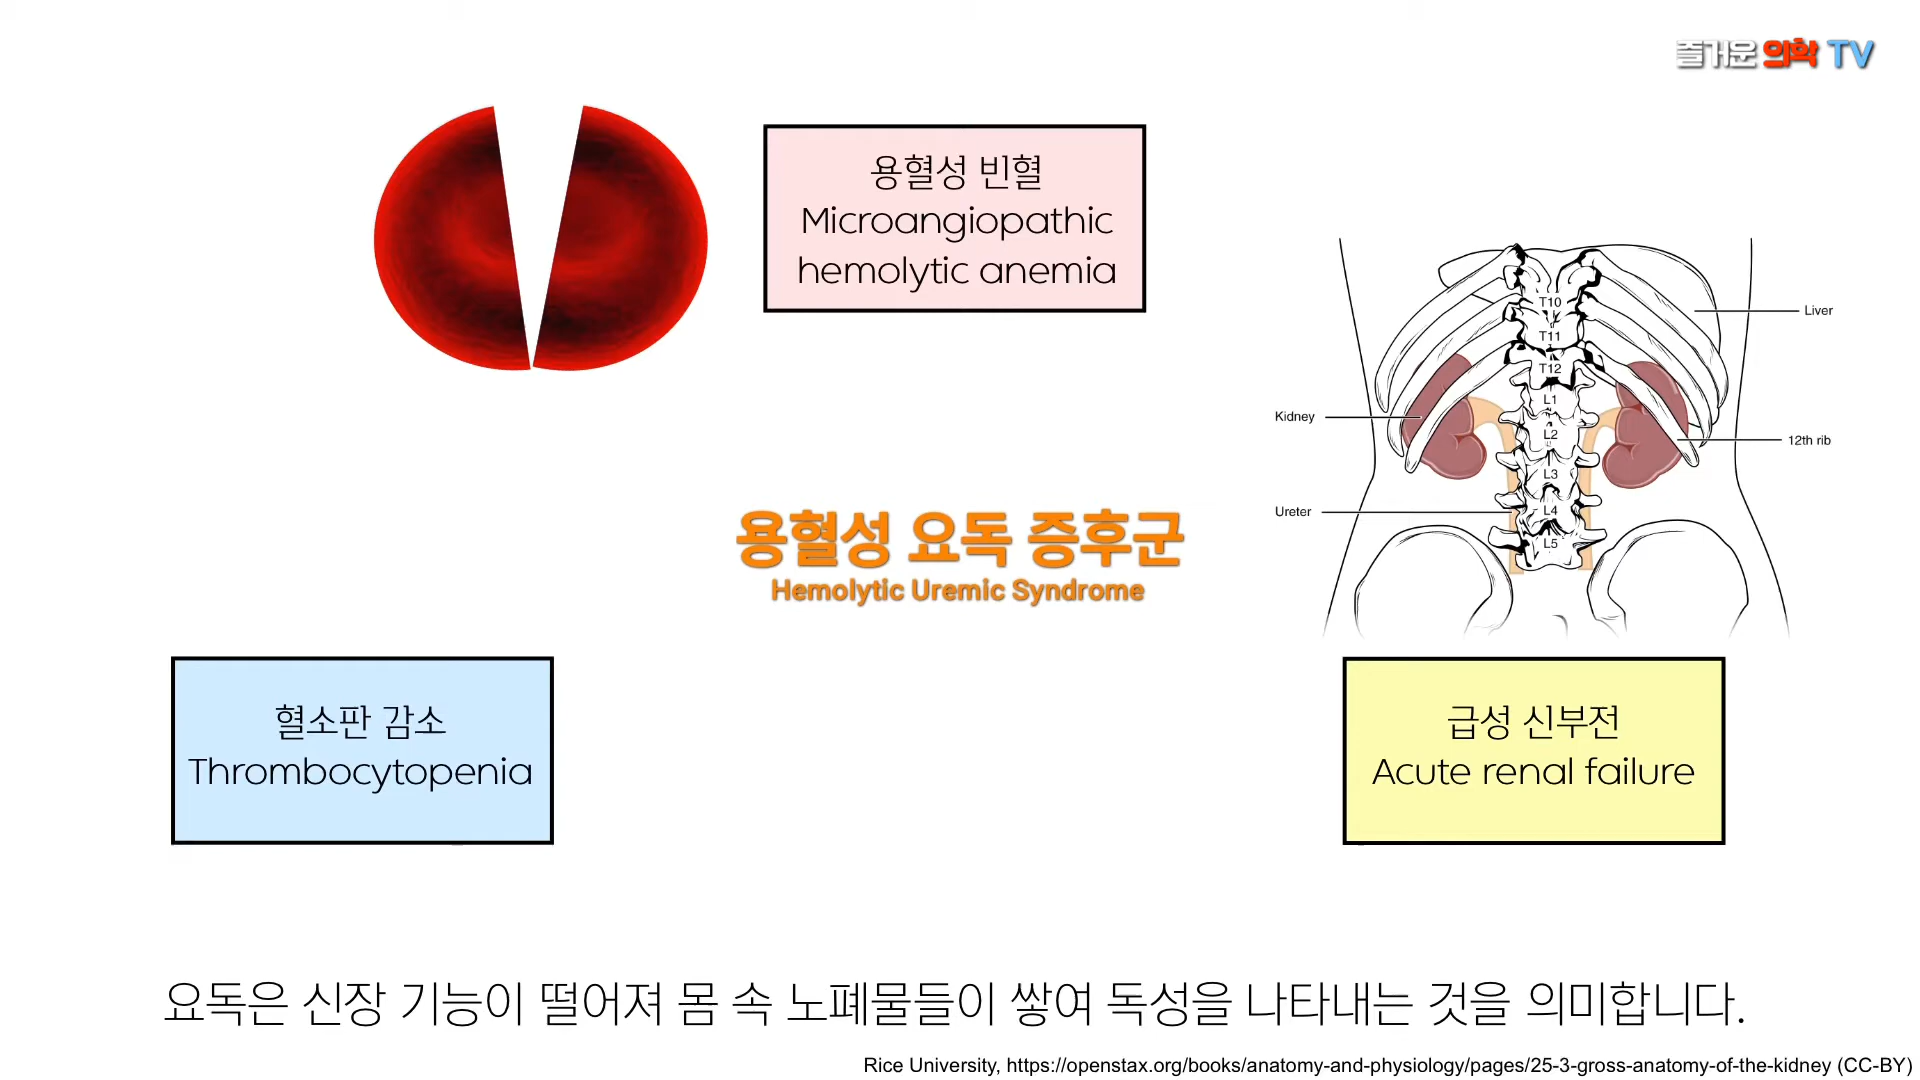 즐거운 의학 TV
용혈성 빈혈
Microangiopathic
hemolytic anemia
T10
T11
T12
L1
L2
L3
L4
L5
Liver
Kidney
12th rib
Ureter
용혈성 요독 증후군
Hemolytic Uremic Syndrome
혈소판 감소
Thrombocytopenia
급성 신부전
Acute renal failure
요독은 신장 기능이 떨어져 몸 속 노폐물들이 쌓여 독성을 나타내는 것을 의미합니다.
Rice University, https://openstax.org/books/anatomy-and-physiology/pages/25-3-gross-anatomy-of-the-kidney (CC-BY)